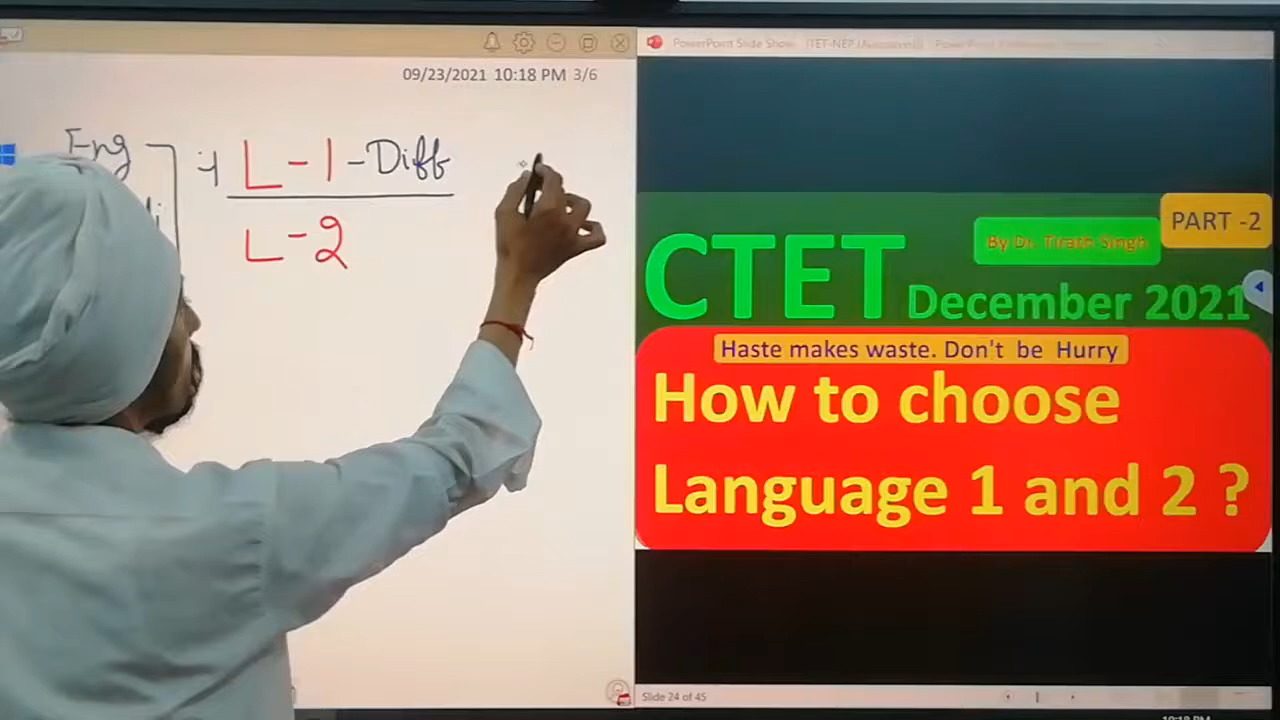 PowerPoint Slide Show
09/23/2021 10:18 PM 3/6
Eng
L-1-Diff
L-2
PART -2
By Dr. Tirath Singh
CTET December 2021
Haste makes waste. Don't be Hurry
How to choose
Language 1 and 2 ?
Slide 24 of 45